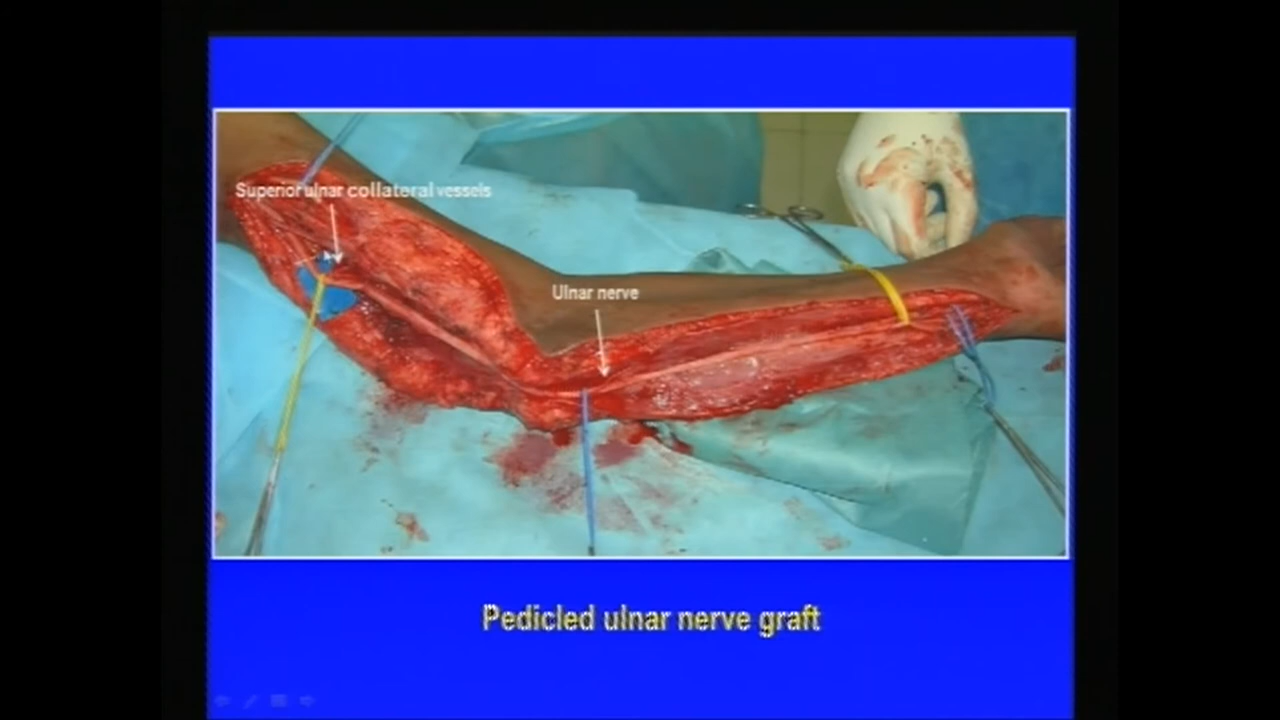 Superior ulnar collateral vessels
Ulnar nerve
Pedicled ulnar nerve graft